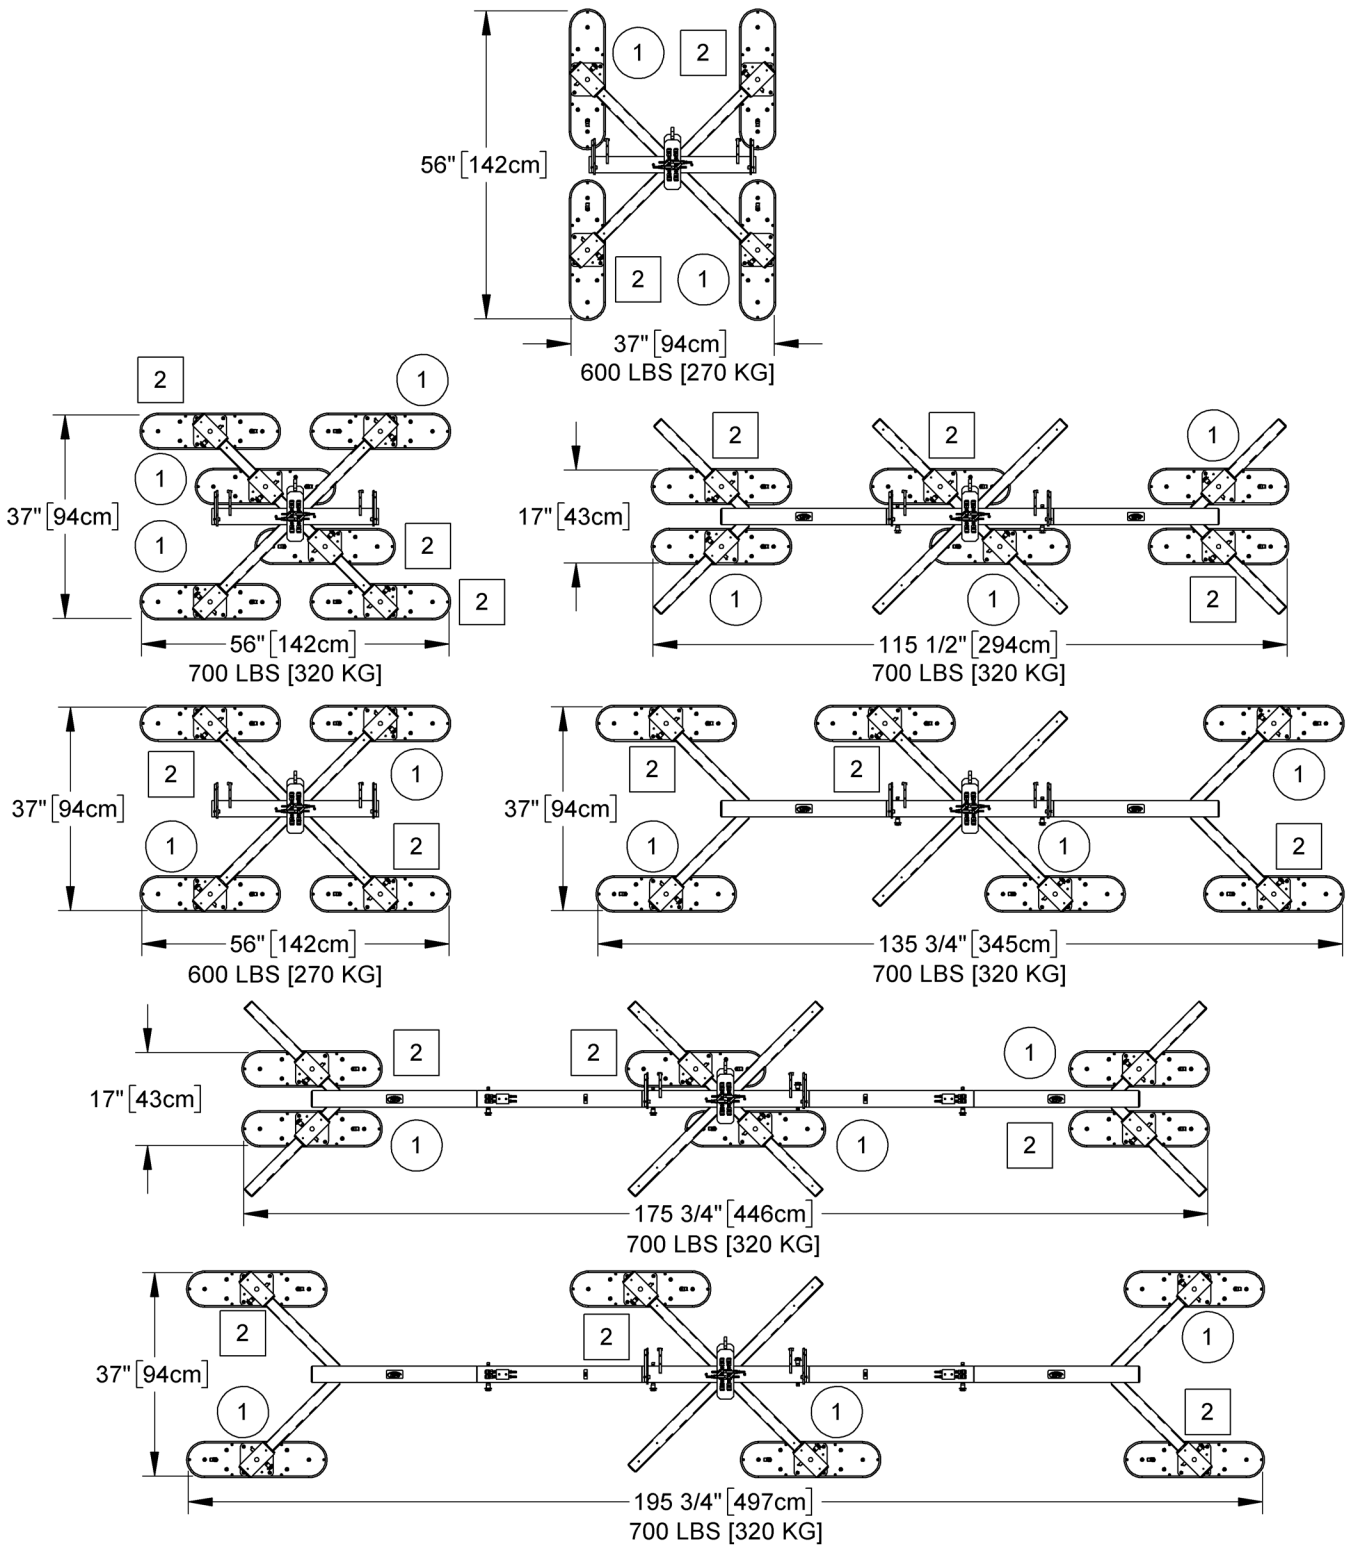 1
2
56" [142cm]
2
1
37" [94cm]
600 LBS [270 KG]
2
1
1
37" [94cm]
1
2
2
56" [142cm]
700 LBS [320 KG]
2
2
1
17" [43cm]
1
1
2
115 1/2" [294cm]
700 LBS [320 KG]
2
1
37" [94cm]
1
2
56" [142cm]
600 LBS [270 KG]
2
2
1
37" [94cm]
1
1
2
135 3/4" [345cm]
700 LBS [320 KG]
2
2
1
17" [43cm]
1
1
2
175 3/4" [446cm]
700 LBS [320 KG]
2
2
1
37" [94cm]
1
1
2
195 3/4" [497cm]
700 LBS [320 KG]